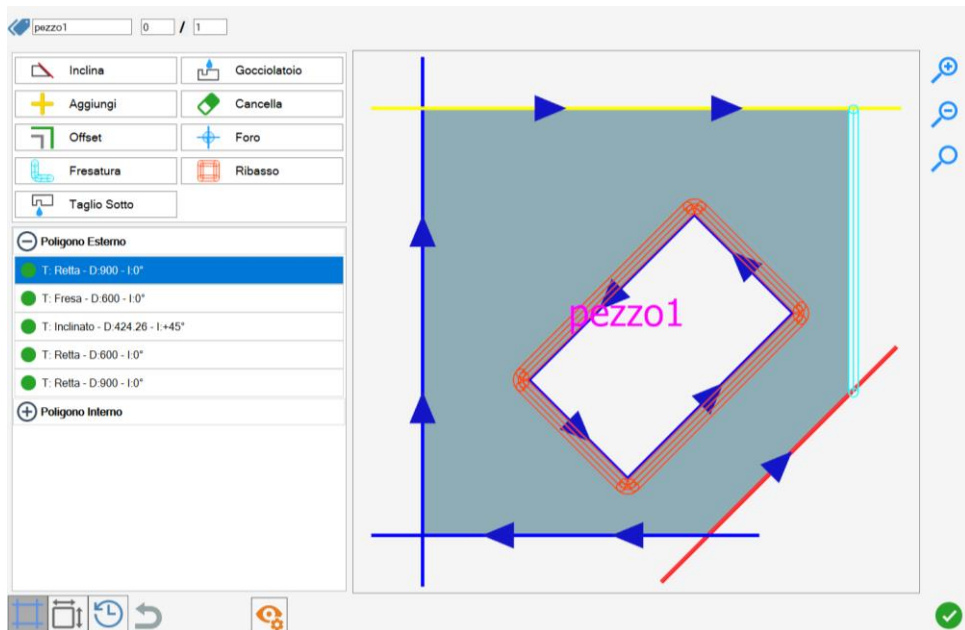 pezzo1 0 / 1
Inclina Gocciolatoio
Aggiungi Cancella
Offset Foro
Fresatura Ribasso
Taglio Sotto
Poligono Esterno
T: Retta - D:900 - I:0°
T: Fresa - D:600 - I:0°
T: Inclinato - D:424.26 - I:+45°
T: Retta - D:600 - I:0°
T: Retta - D:900 - I:0°
Poligono Interno
pezzo1